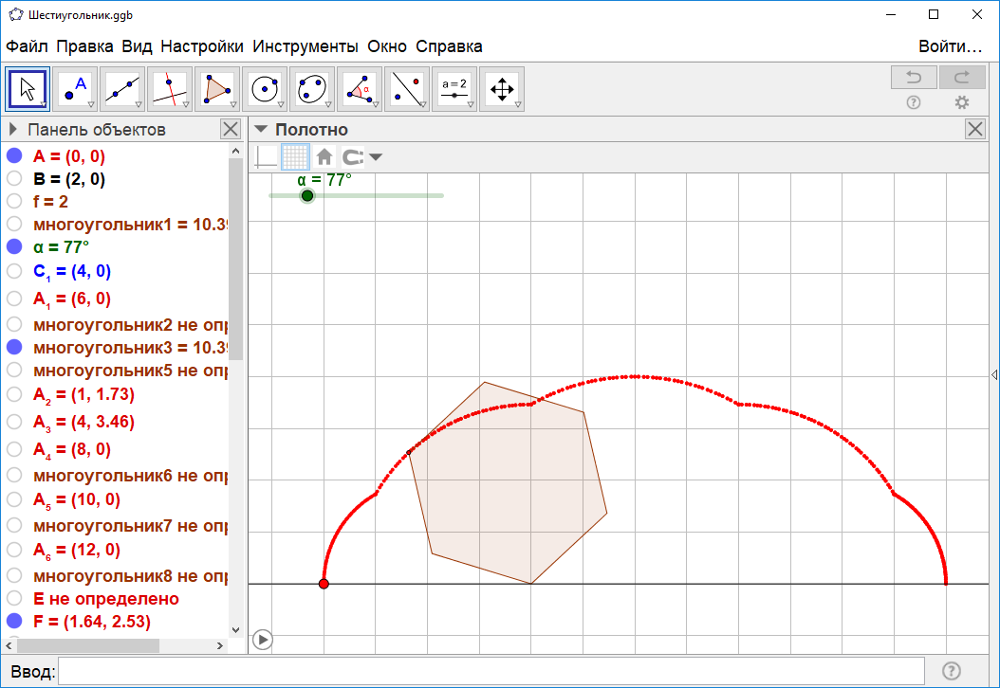 Шестиугольник.ggb
Файл Правка Вид Настройки Инструменты Окно Справка Войти…
A α a = 2
Панель объектов
Полотно
A = (0, 0)
B = (2, 0)
f = 2
многоугольник1 = 10.39
α = 77°
C₁ = (4, 0)
A₁ = (6, 0)
многоугольник2 не опр
многоугольник3 = 10.39
многоугольник5 не опр
A₂ = (1, 1.73)
A₃ = (4, 3.46)
A₄ = (8, 0)
многоугольник6 не опр
A₅ = (10, 0)
многоугольник7 не опр
A₆ = (12, 0)
многоугольник8 не опр
E не определено
F = (1.64, 2.53)
α = 77°
Ввод: